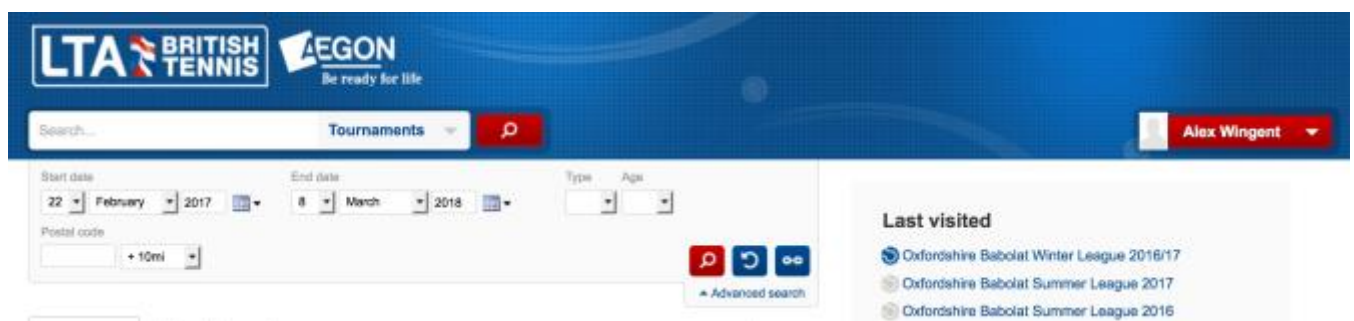 LTA BRITISH TENNIS
AEGON
Be ready for life
Search... Tournaments
Alex Wingent
Start date End date Type Age
22 February 2017 8 March 2018
Postal code
+ 10mi
Advanced search
Last visited
Oxfordshire Babolat Winter League 2016/17
Oxfordshire Babolat Summer League 2017
Oxfordshire Babolat Summer League 2016